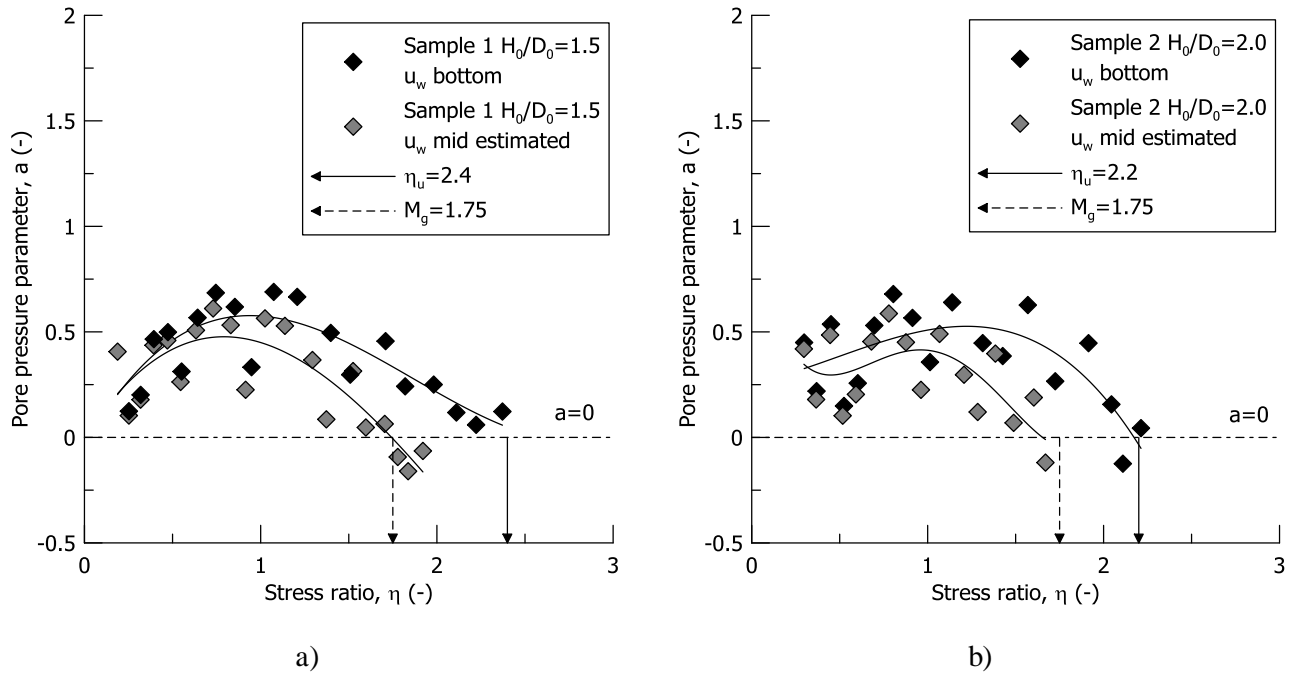 2
1.5
1
0.5
0
-0.5
Pore pressure parameter, a (-)
Sample 1 H₀/D₀=1.5
u_w bottom
Sample 1 H₀/D₀=1.5
u_w mid estimated
η_u=2.4
M_g=1.75
a=0
0 1 2 3
Stress ratio, η (-)
a)
2
1.5
1
0.5
0
-0.5
Pore pressure parameter, a (-)
Sample 2 H₀/D₀=2.0
u_w bottom
Sample 2 H₀/D₀=2.0
u_w mid estimated
η_u=2.2
M_g=1.75
a=0
0 1 2 3
Stress ratio, η (-)
b)